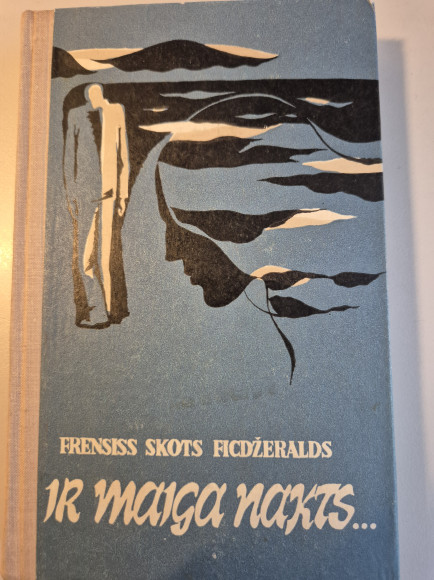 FRENSISS SKOTS FICDŽERALDS
IR MAIGA NAKTS...